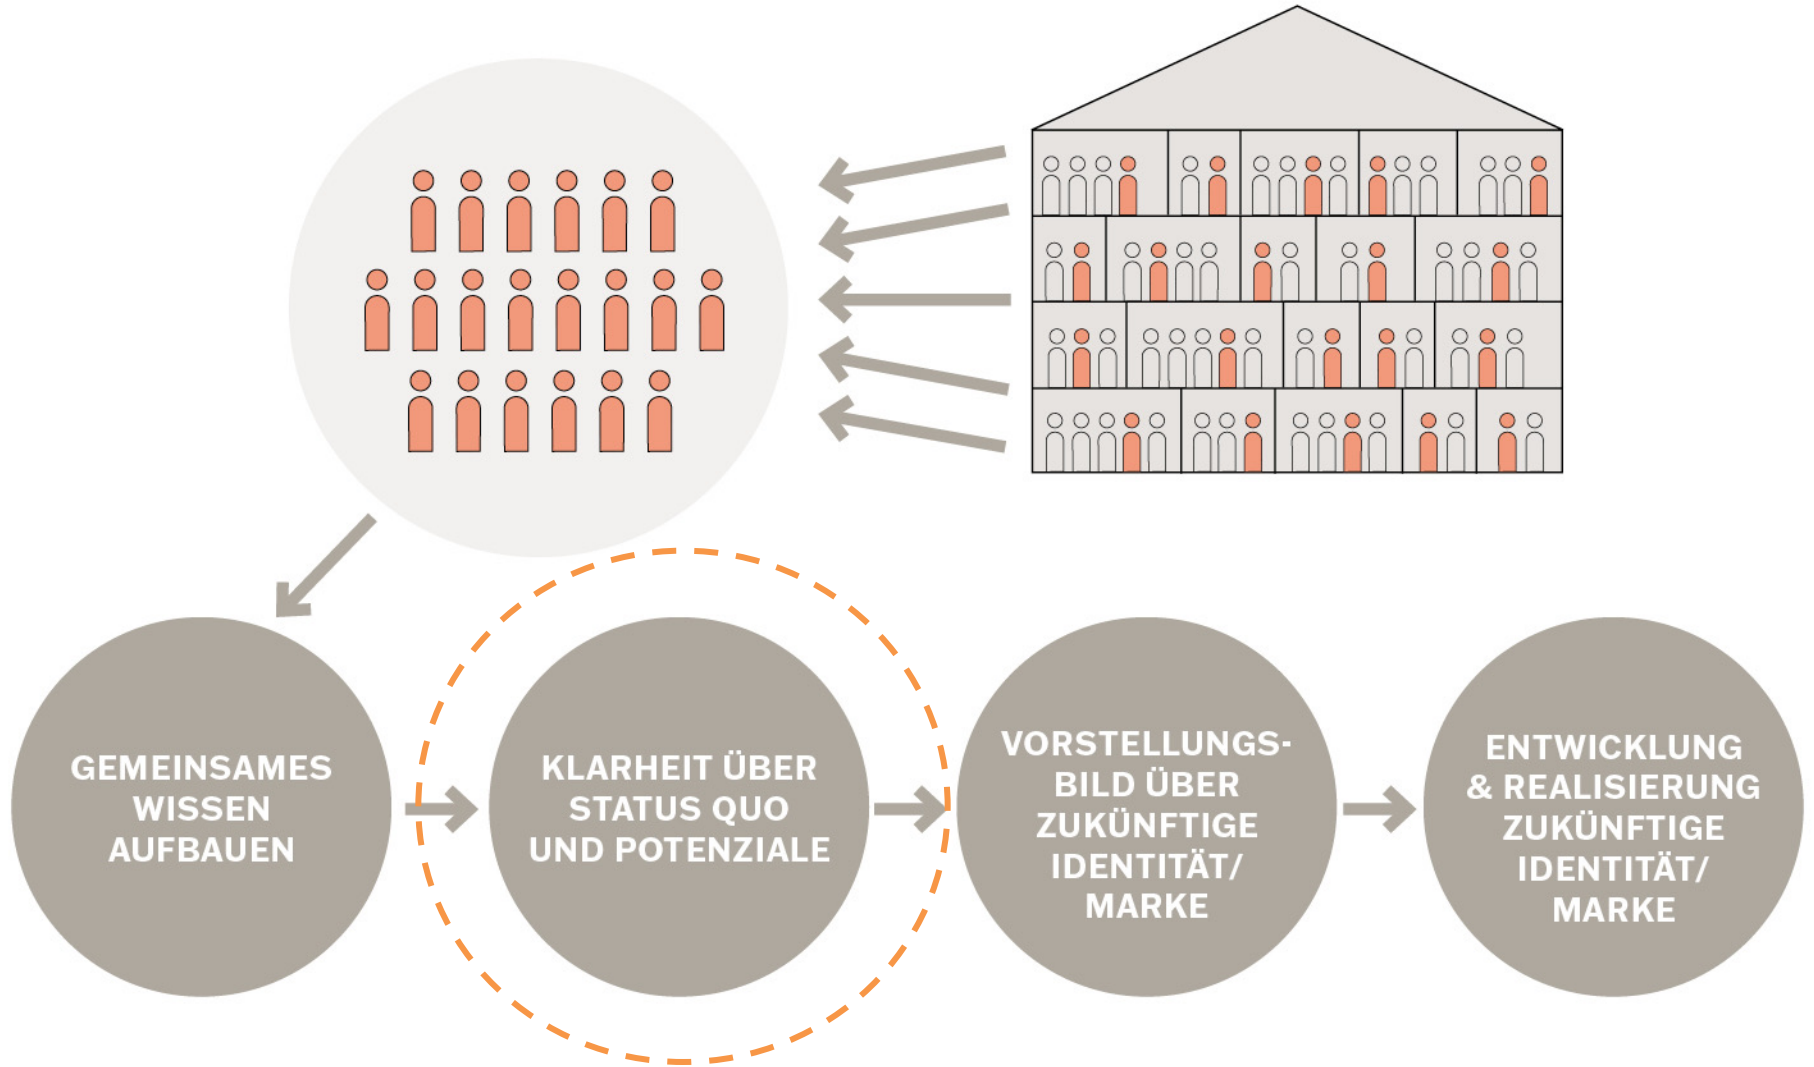 GEMEINSAMES
WISSEN
AUFBAUEN
KLARHEIT ÜBER
STATUS QUO
UND POTENZIALE
VORSTELLUNGS-
BILD ÜBER
ZUKÜNFTIGE
IDENTITÄT/
MARKE
ENTWICKLUNG
& REALISIERUNG
ZUKÜNFTIGE
IDENTITÄT/
MARKE